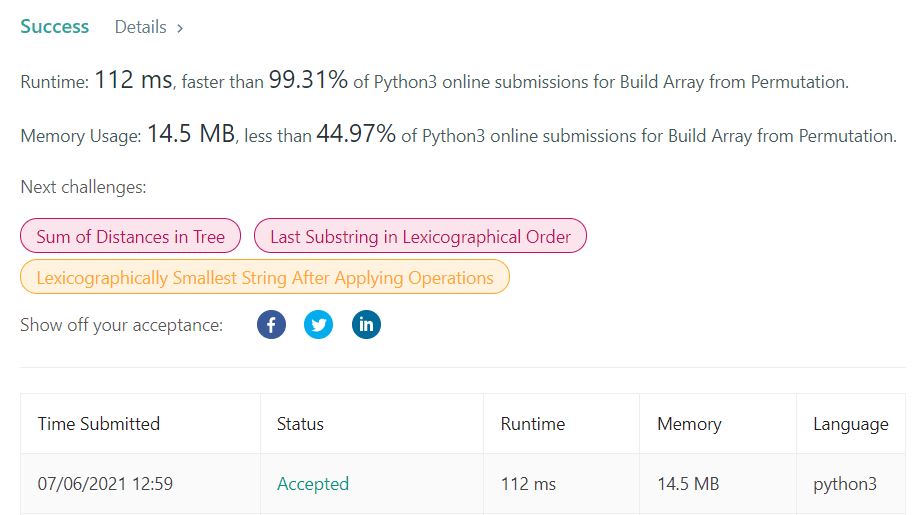 Success Details >
Runtime: 112 ms, faster than 99.31% of Python3 online submissions for Build Array from Permutation.
Memory Usage: 14.5 MB, less than 44.97% of Python3 online submissions for Build Array from Permutation.
Next challenges:
Sum of Distances in Tree Last Substring in Lexicographical Order
Lexicographically Smallest String After Applying Operations
Show off your acceptance: f in
Time Submitted Status Runtime Memory Language
07/06/2021 12:59 Accepted 112 ms 14.5 MB python3